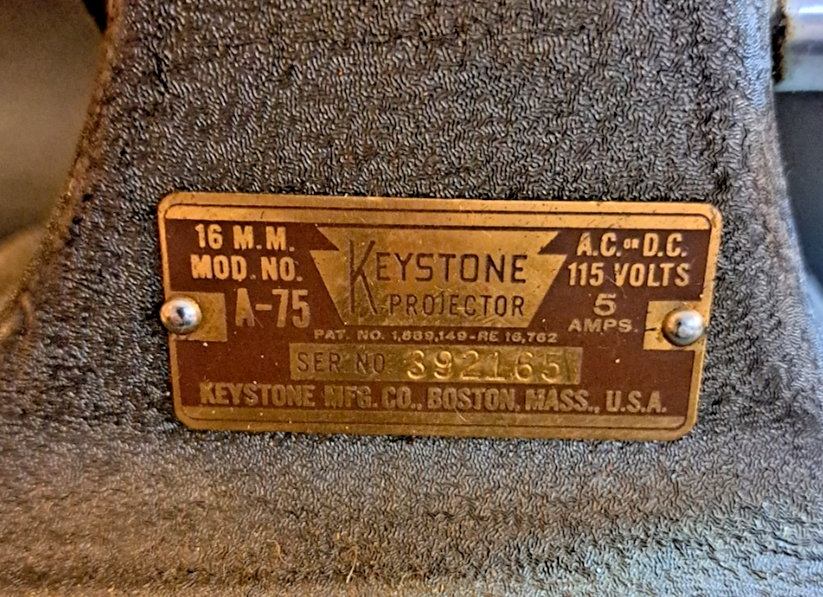 16 M.M.
MOD. NO.
A-75
KEYSTONE
PROJECTOR
A.C. OR D.C.
115 VOLTS
5
AMPS.
PAT. NO. 1,889,149-RE 16,762
SER. NO. 392165
KEYSTONE MFG. CO., BOSTON, MASS., U.S.A.